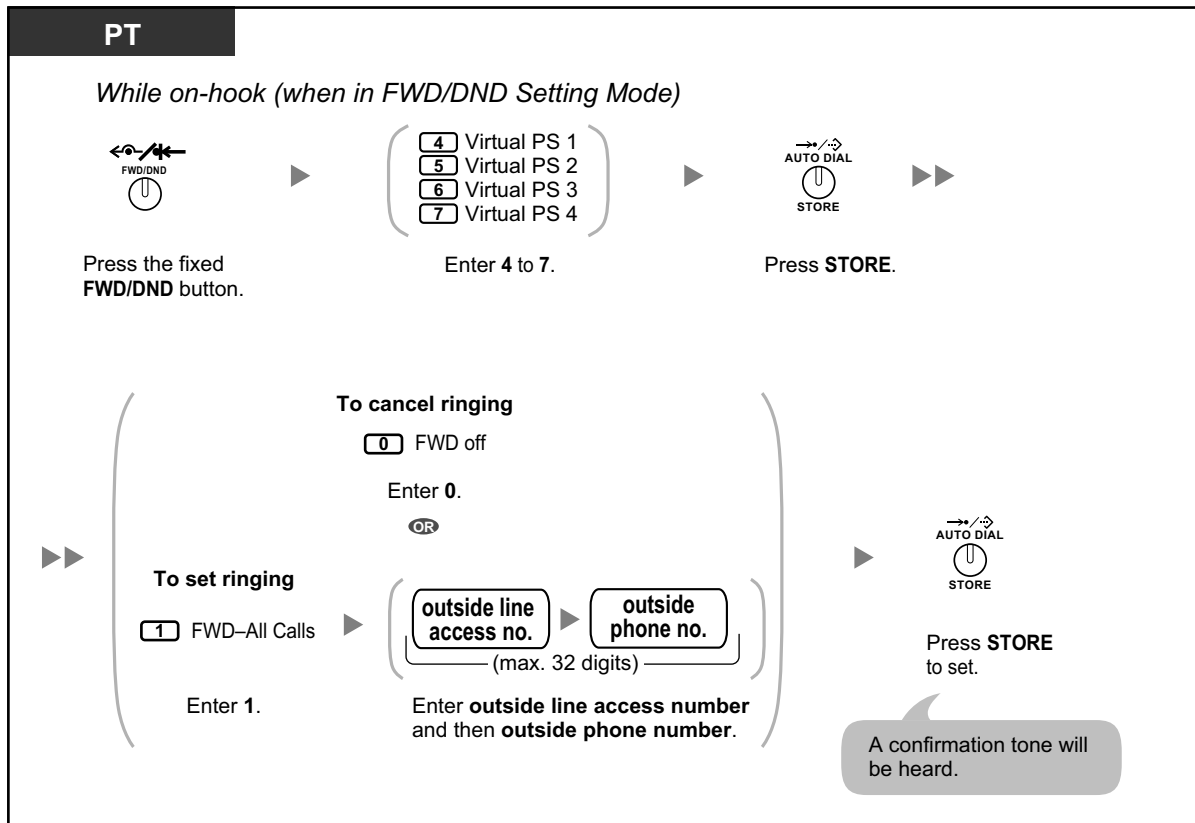 PT
While on-hook (when in FWD/DND Setting Mode)
FWD/DND
4 Virtual PS 1
5 Virtual PS 2
6 Virtual PS 3
7 Virtual PS 4
AUTO DIAL
STORE
Press the fixed
FWD/DND button.
Enter 4 to 7.
Press STORE.
To cancel ringing
0 FWD off
Enter 0.
OR
To set ringing
1 FWD–All Calls
outside line
access no.
outside
phone no.
(max. 32 digits)
Enter 1.
Enter outside line access number
and then outside phone number.
AUTO DIAL
STORE
Press STORE
to set.
A confirmation tone will
be heard.